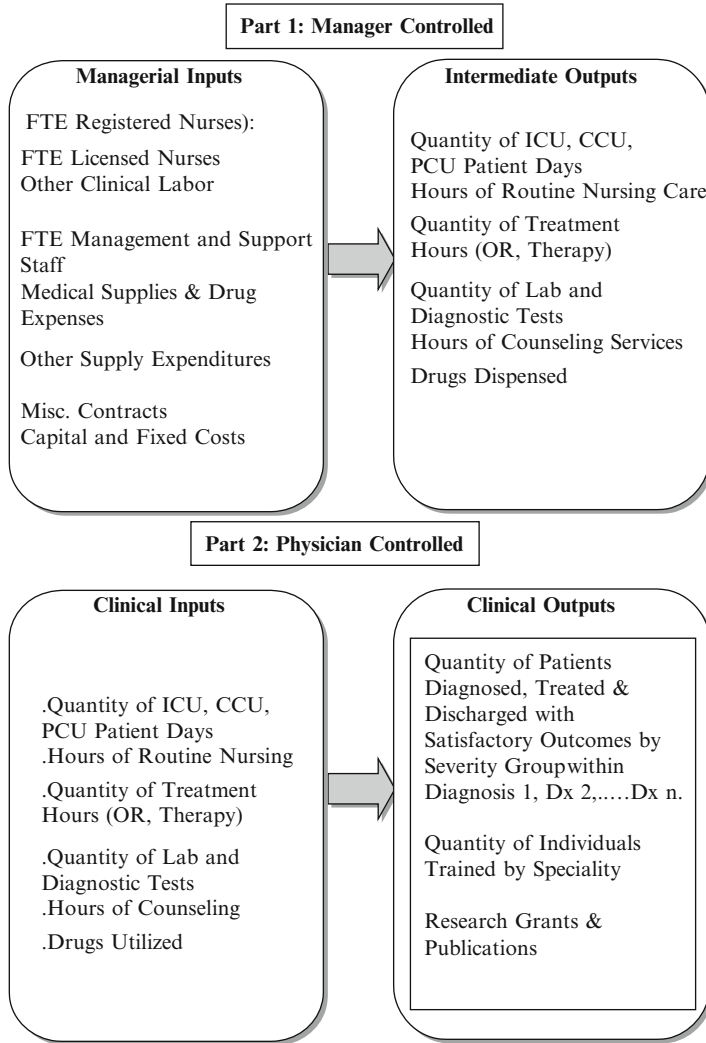 Part 1: Manager Controlled
Managerial Inputs
FTE Registered Nurses):
FTE Licensed Nurses
Other Clinical Labor
FTE Management and Support
Staff
Medical Supplies & Drug
Expenses
Other Supply Expenditures
Misc. Contracts
Capital and Fixed Costs
Intermediate Outputs
Quantity of ICU, CCU,
PCU Patient Days
Hours of Routine Nursing Care
Quantity of Treatment
Hours (OR, Therapy)
Quantity of Lab and
Diagnostic Tests
Hours of Counseling Services
Drugs Dispensed
Part 2: Physician Controlled
Clinical Inputs
.Quantity of ICU, CCU,
PCU Patient Days
.Hours of Routine Nursing
.Quantity of Treatment
Hours (OR, Therapy)
.Quantity of Lab and
Diagnostic Tests
.Hours of Counseling
.Drugs Utilized
Clinical Outputs
Quantity of Patients
Diagnosed, Treated &
Discharged with
Satisfactory Outcomes by
Severity Groupwithin
Diagnosis 1, Dx 2,.....Dx n.
Quantity of Individuals
Trained by Speciality
Research Grants &
Publications